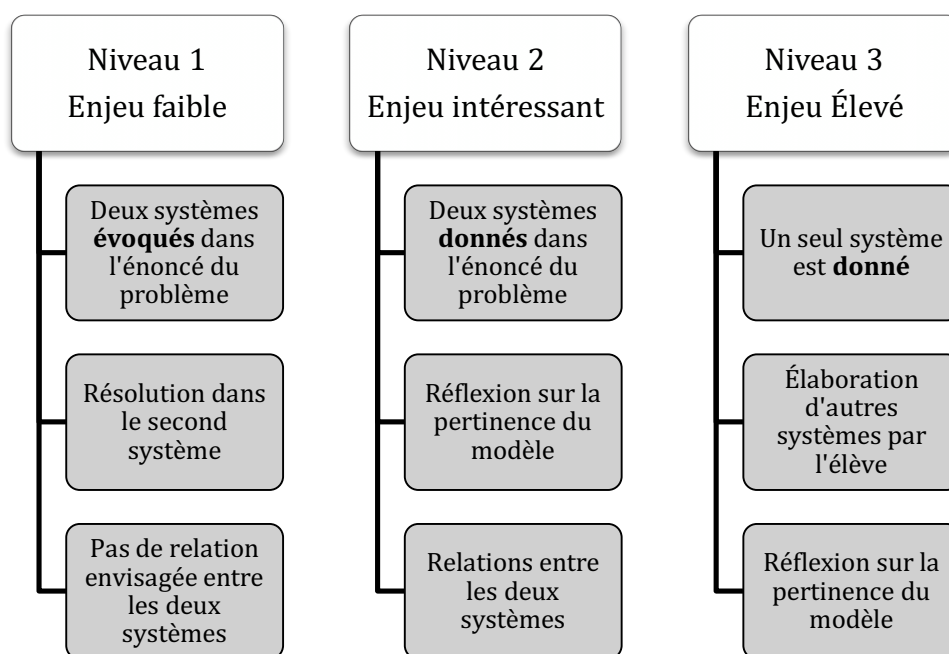 Niveau 1
Enjeu faible
Deux systèmes
évoqués dans
l'énoncé du
problème
Résolution dans
le second
système
Pas de relation
envisagée entre
les deux
systèmes
Niveau 2
Enjeu intéressant
Deux systèmes
donnés dans
l'énoncé du
problème
Réflexion sur la
pertinence du
modèle
Relations entre
les deux
systèmes
Niveau 3
Enjeu Élevé
Un seul système
est donné
Élaboration
d'autres
systèmes par
l'élève
Réflexion sur la
pertinence du
modèle